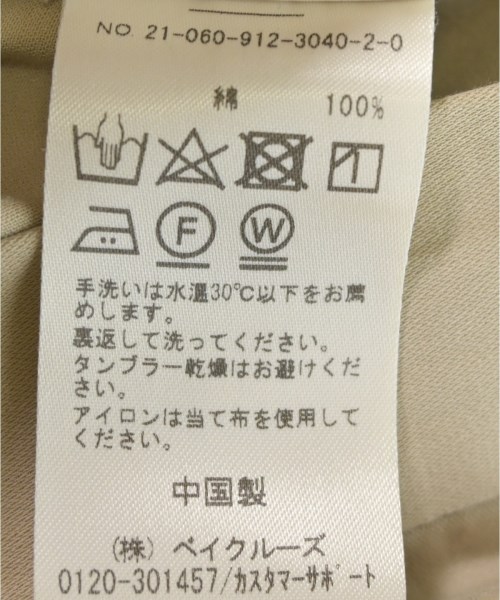 NO. 21-060-912-3040-2-0
綿 100%
F W
手洗いは水温30℃以下をお薦
めします。
裏返して洗ってください。
タンブラー乾燥はお避けくだ
さい。
アイロンは当て布を使用して
ください。
中国製
(株) ベイクルーズ
0120-301457/カスタマーサポート